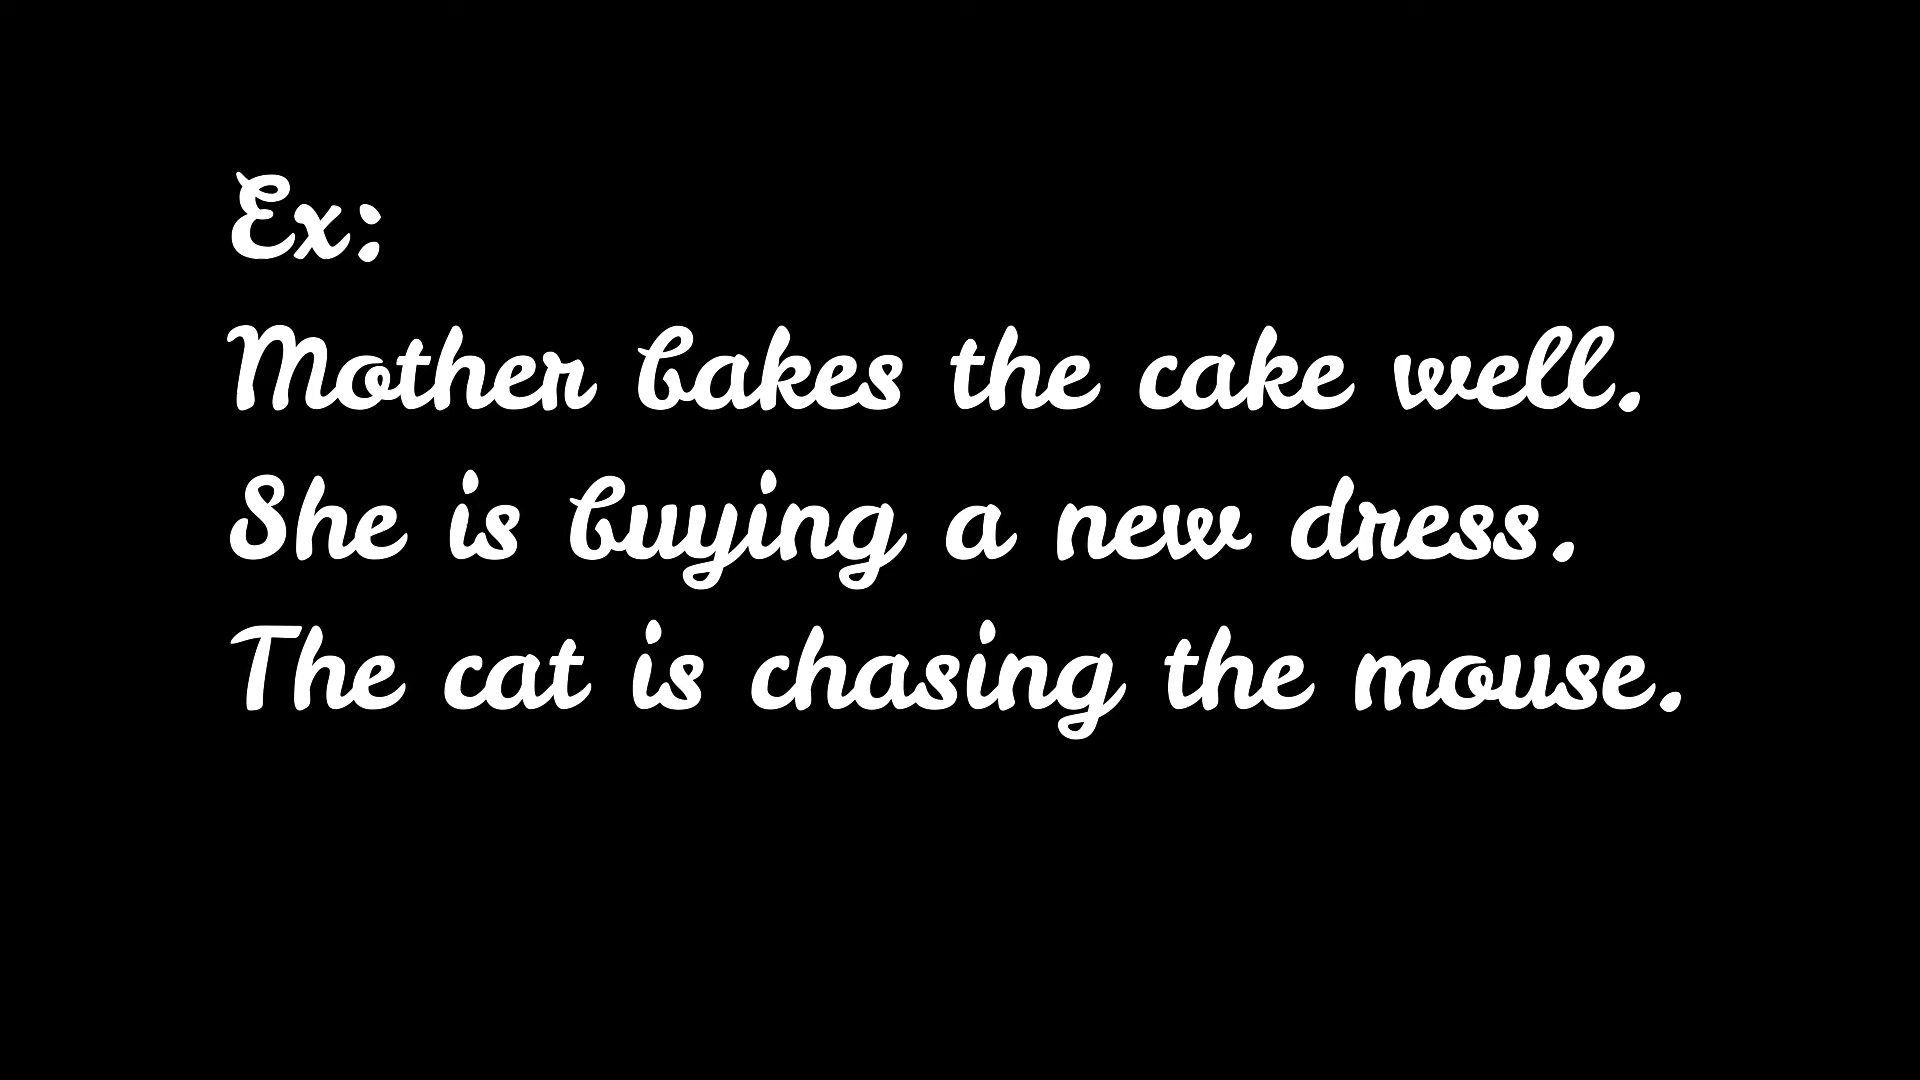 Ex:
Mother bakes the cake well.
She is buying a new dress.
The cat is chasing the mouse.